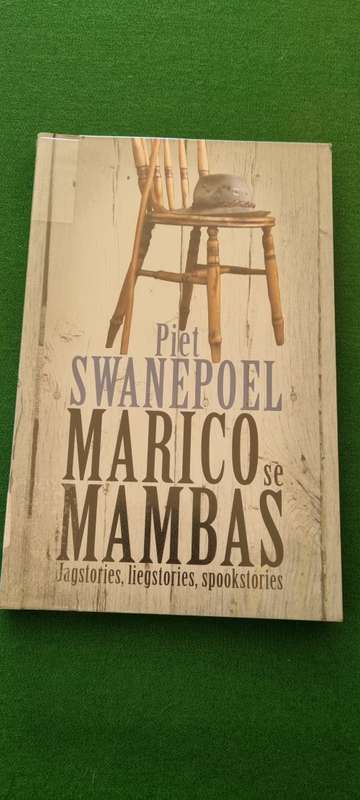 Piet
SWANEPOEL
MARICO se
MAMBAS
Jagstories, liegstories, spookstories